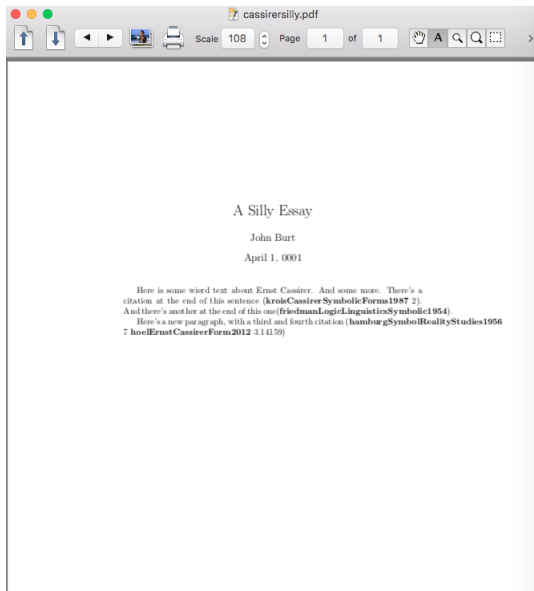 cassirersilly.pdf
Scale 108 Page 1 of 1 A
A Silly Essay
John Burt
April 1, 0001
Here is some wierd text about Ernst Cassirer. And some more. There's a
citation at the end of this sentence (kroisCassirerSymbolicForms1987 2).
And there's another at the end of this one(friedmanLogicLinguisticsSymbolic1954).
Here's a new paragraph, with a third and fourth citation (hamburgSymbolRealityStudies1956
7 hoelErnstCassirerForm2012 3.14159)